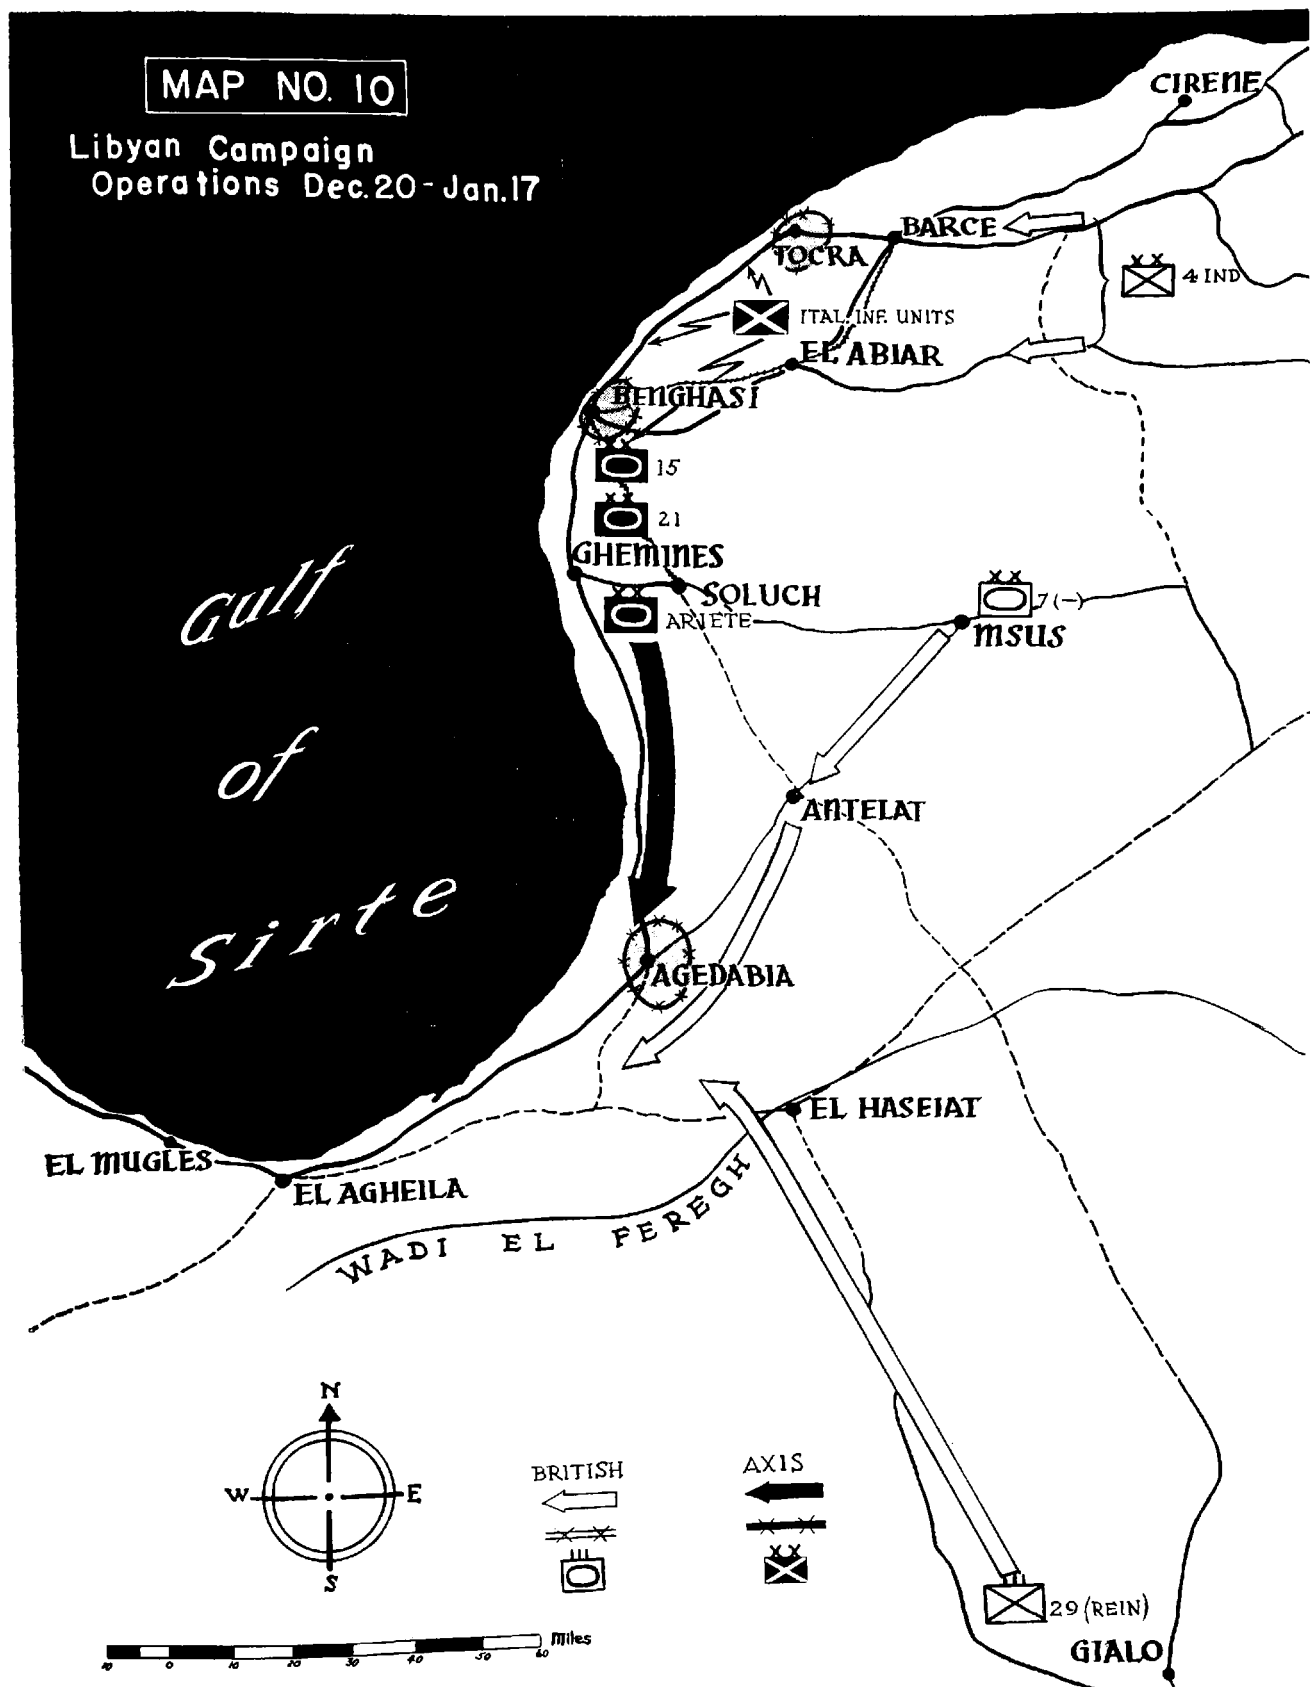 MAP NO. 10
Libyan Campaign
Operations Dec. 20 - Jan. 17
CIRENE
BARCE
TOCRA
4 IND
ITAL. INF. UNITS
EL ABIAR
BENGHASI
15
21
GHEMINES
SOLUCH
7 (-)
ARIETE
MSUS
Gulf
of
Sirte
ANTELAT
AGEDABIA
EL HASEIAT
EL MUGLES
EL AGHEILA
WADI EL FEREGH
N
W
E
S
BRITISH
AXIS
29 (REIN)
GIALO
10 0 10 20 30 40 50 60 Miles